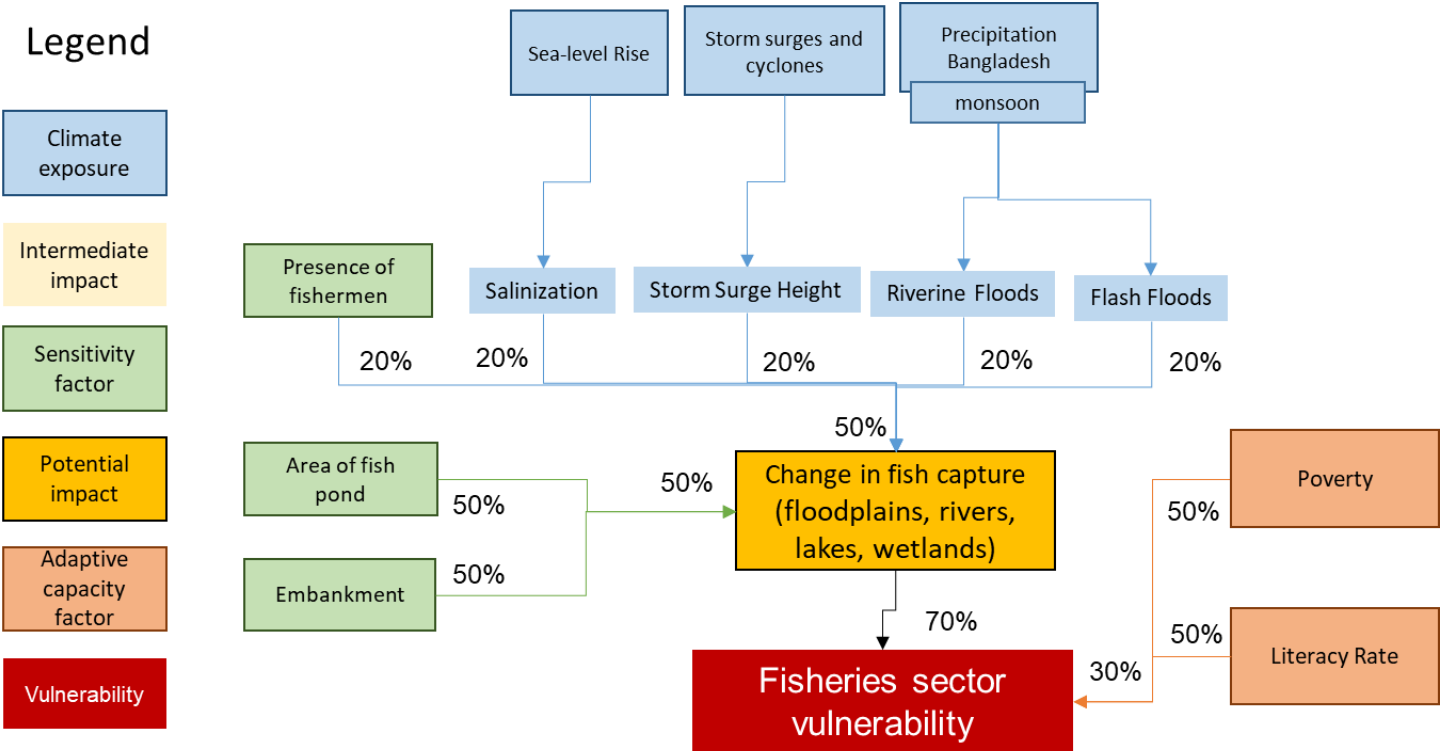 Legend
Climate
exposure
Intermediate
impact
Sensitivity
factor
Potential
impact
Adaptive
capacity
factor
Vulnerability
Sea-level Rise
Storm surges and
cyclones
Precipitation
Bangladesh
monsoon
Presence of
fishermen
Salinization
Storm Surge Height
Riverine Floods
Flash Floods
20%
20%
20%
20%
20%
50%
Area of fish
pond
50%
50%
Embankment
50%
Change in fish capture
(floodplains, rivers,
lakes, wetlands)
Poverty
50%
Literacy Rate
50%
70%
30%
Fisheries sector
vulnerability